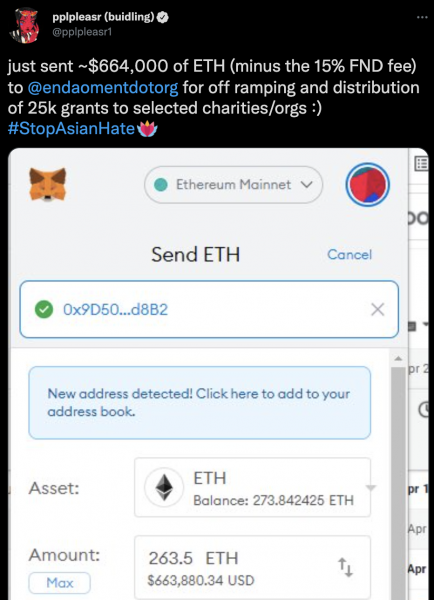 pplpleasr (buidling)
@pplpleasr1
just sent ~$664,000 of ETH (minus the 15% FND fee)
to @endaomentdotorg for off ramping and distribution
of 25k grants to selected charities/orgs :)
#StopAsianHate
Ethereum Mainnet
Send ETH
Cancel
0x9D50...d8B2
New address detected! Click here to add to your
address book.
Asset:
ETH
Balance: 273.842425 ETH
Amount:
263.5 ETH
Max
$663,880.34 USD
pr 2
pr 1
Apr
Apr